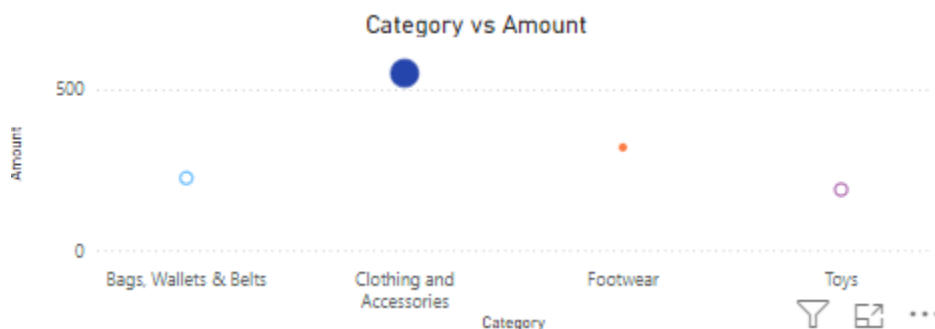 Category vs Amount
500
Amount
0
Bags, Wallets & Belts
Clothing and
Accessories
Footwear
Toys
Category